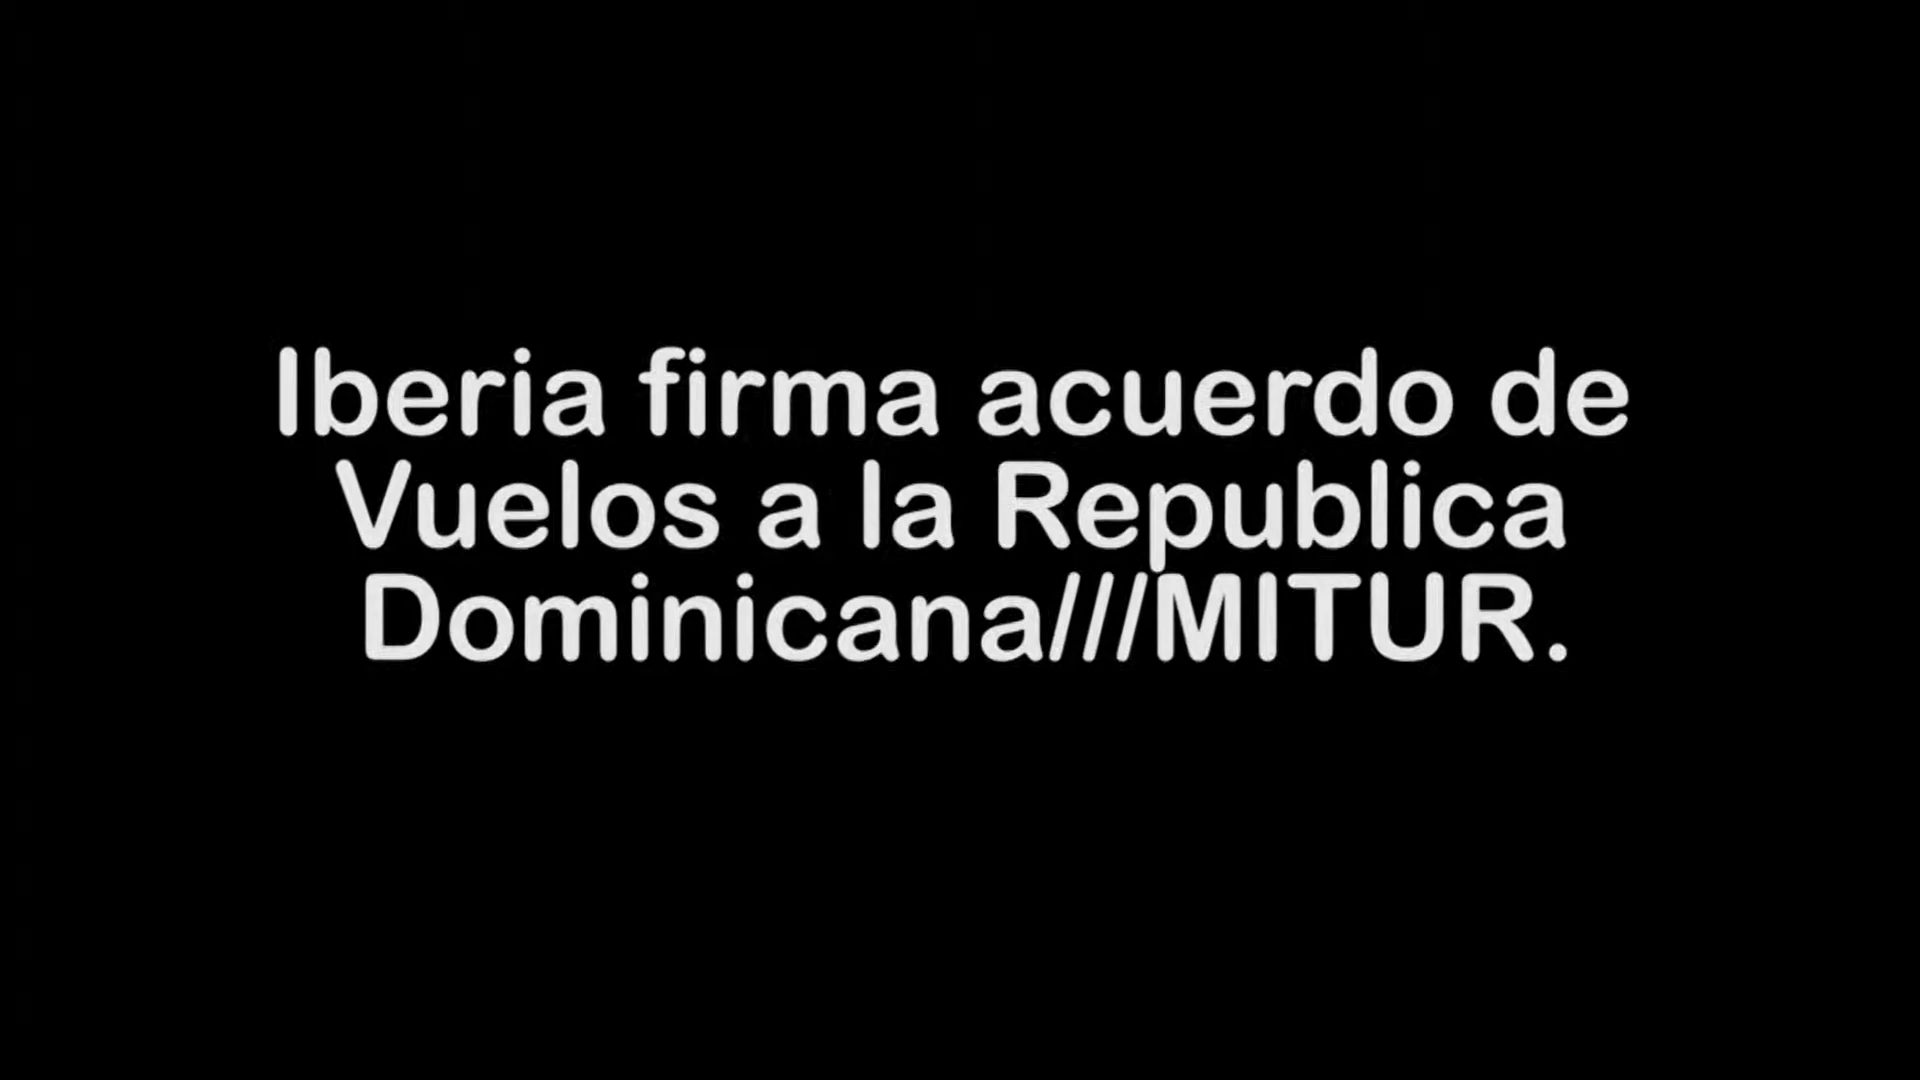 Iberia firma acuerdo de
Vuelos a la Republica
Dominicana///MITUR.